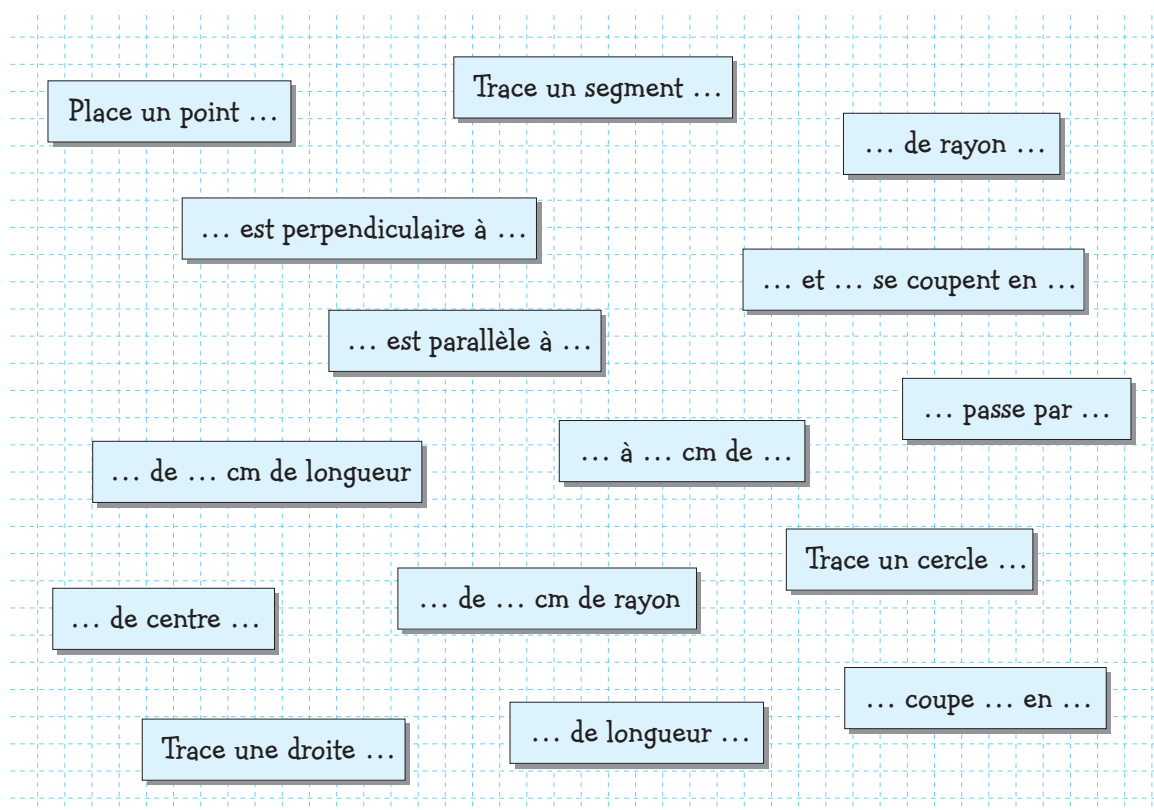 Trace un segment …
Place un point …
… de rayon …
… est perpendiculaire à …
… et … se coupent en …
… est parallèle à …
… passe par …
… à … cm de …
… de … cm de longueur
Trace un cercle …
… de … cm de rayon
… de centre …
… coupe … en …
… de longueur …
Trace une droite …